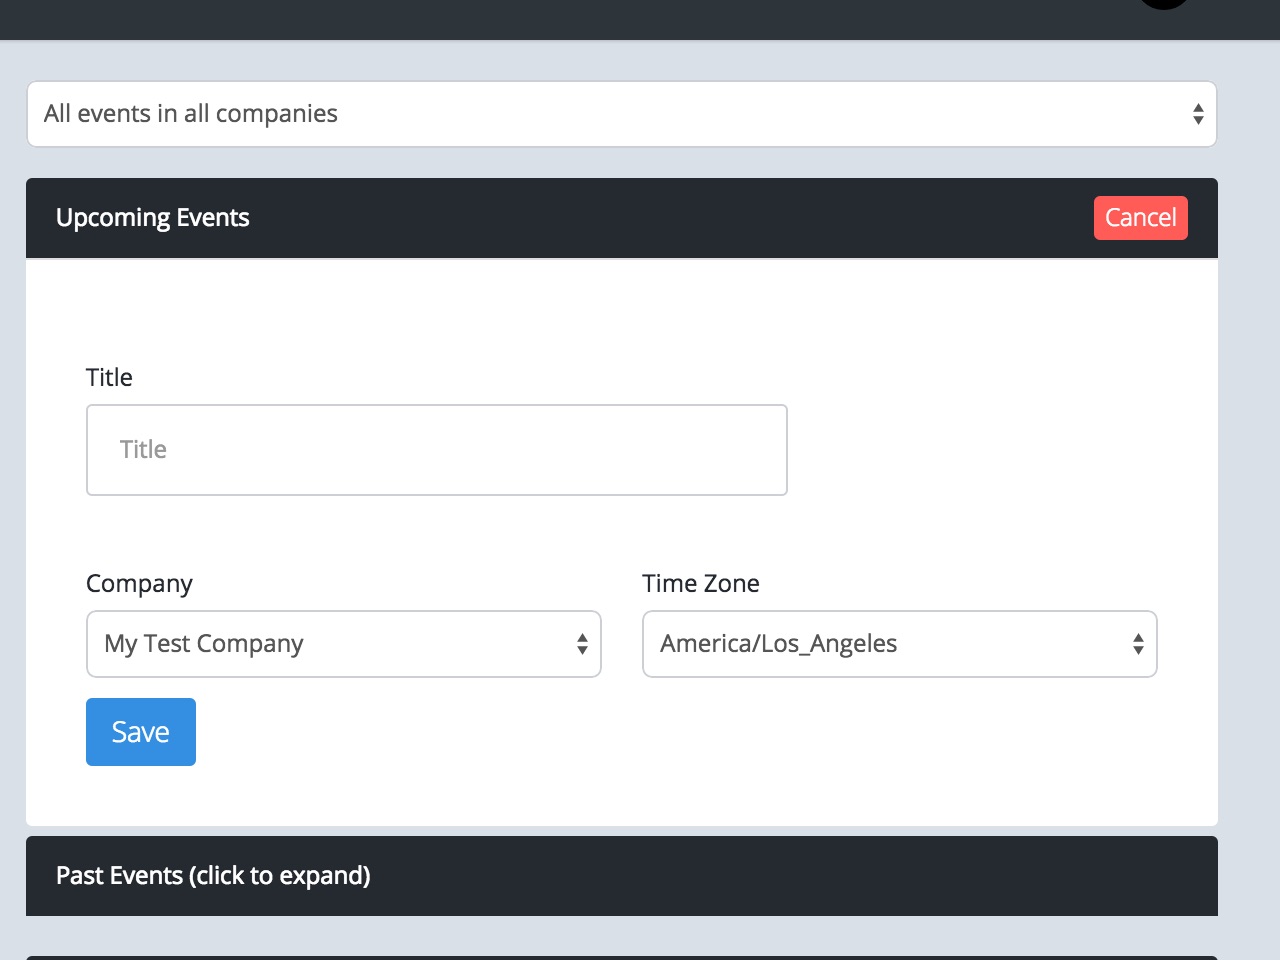 All events in all companies
Upcoming Events
Cancel
Title
Title
Company
Time Zone
My Test Company
America/Los_Angeles
Save
Past Events (click to expand)